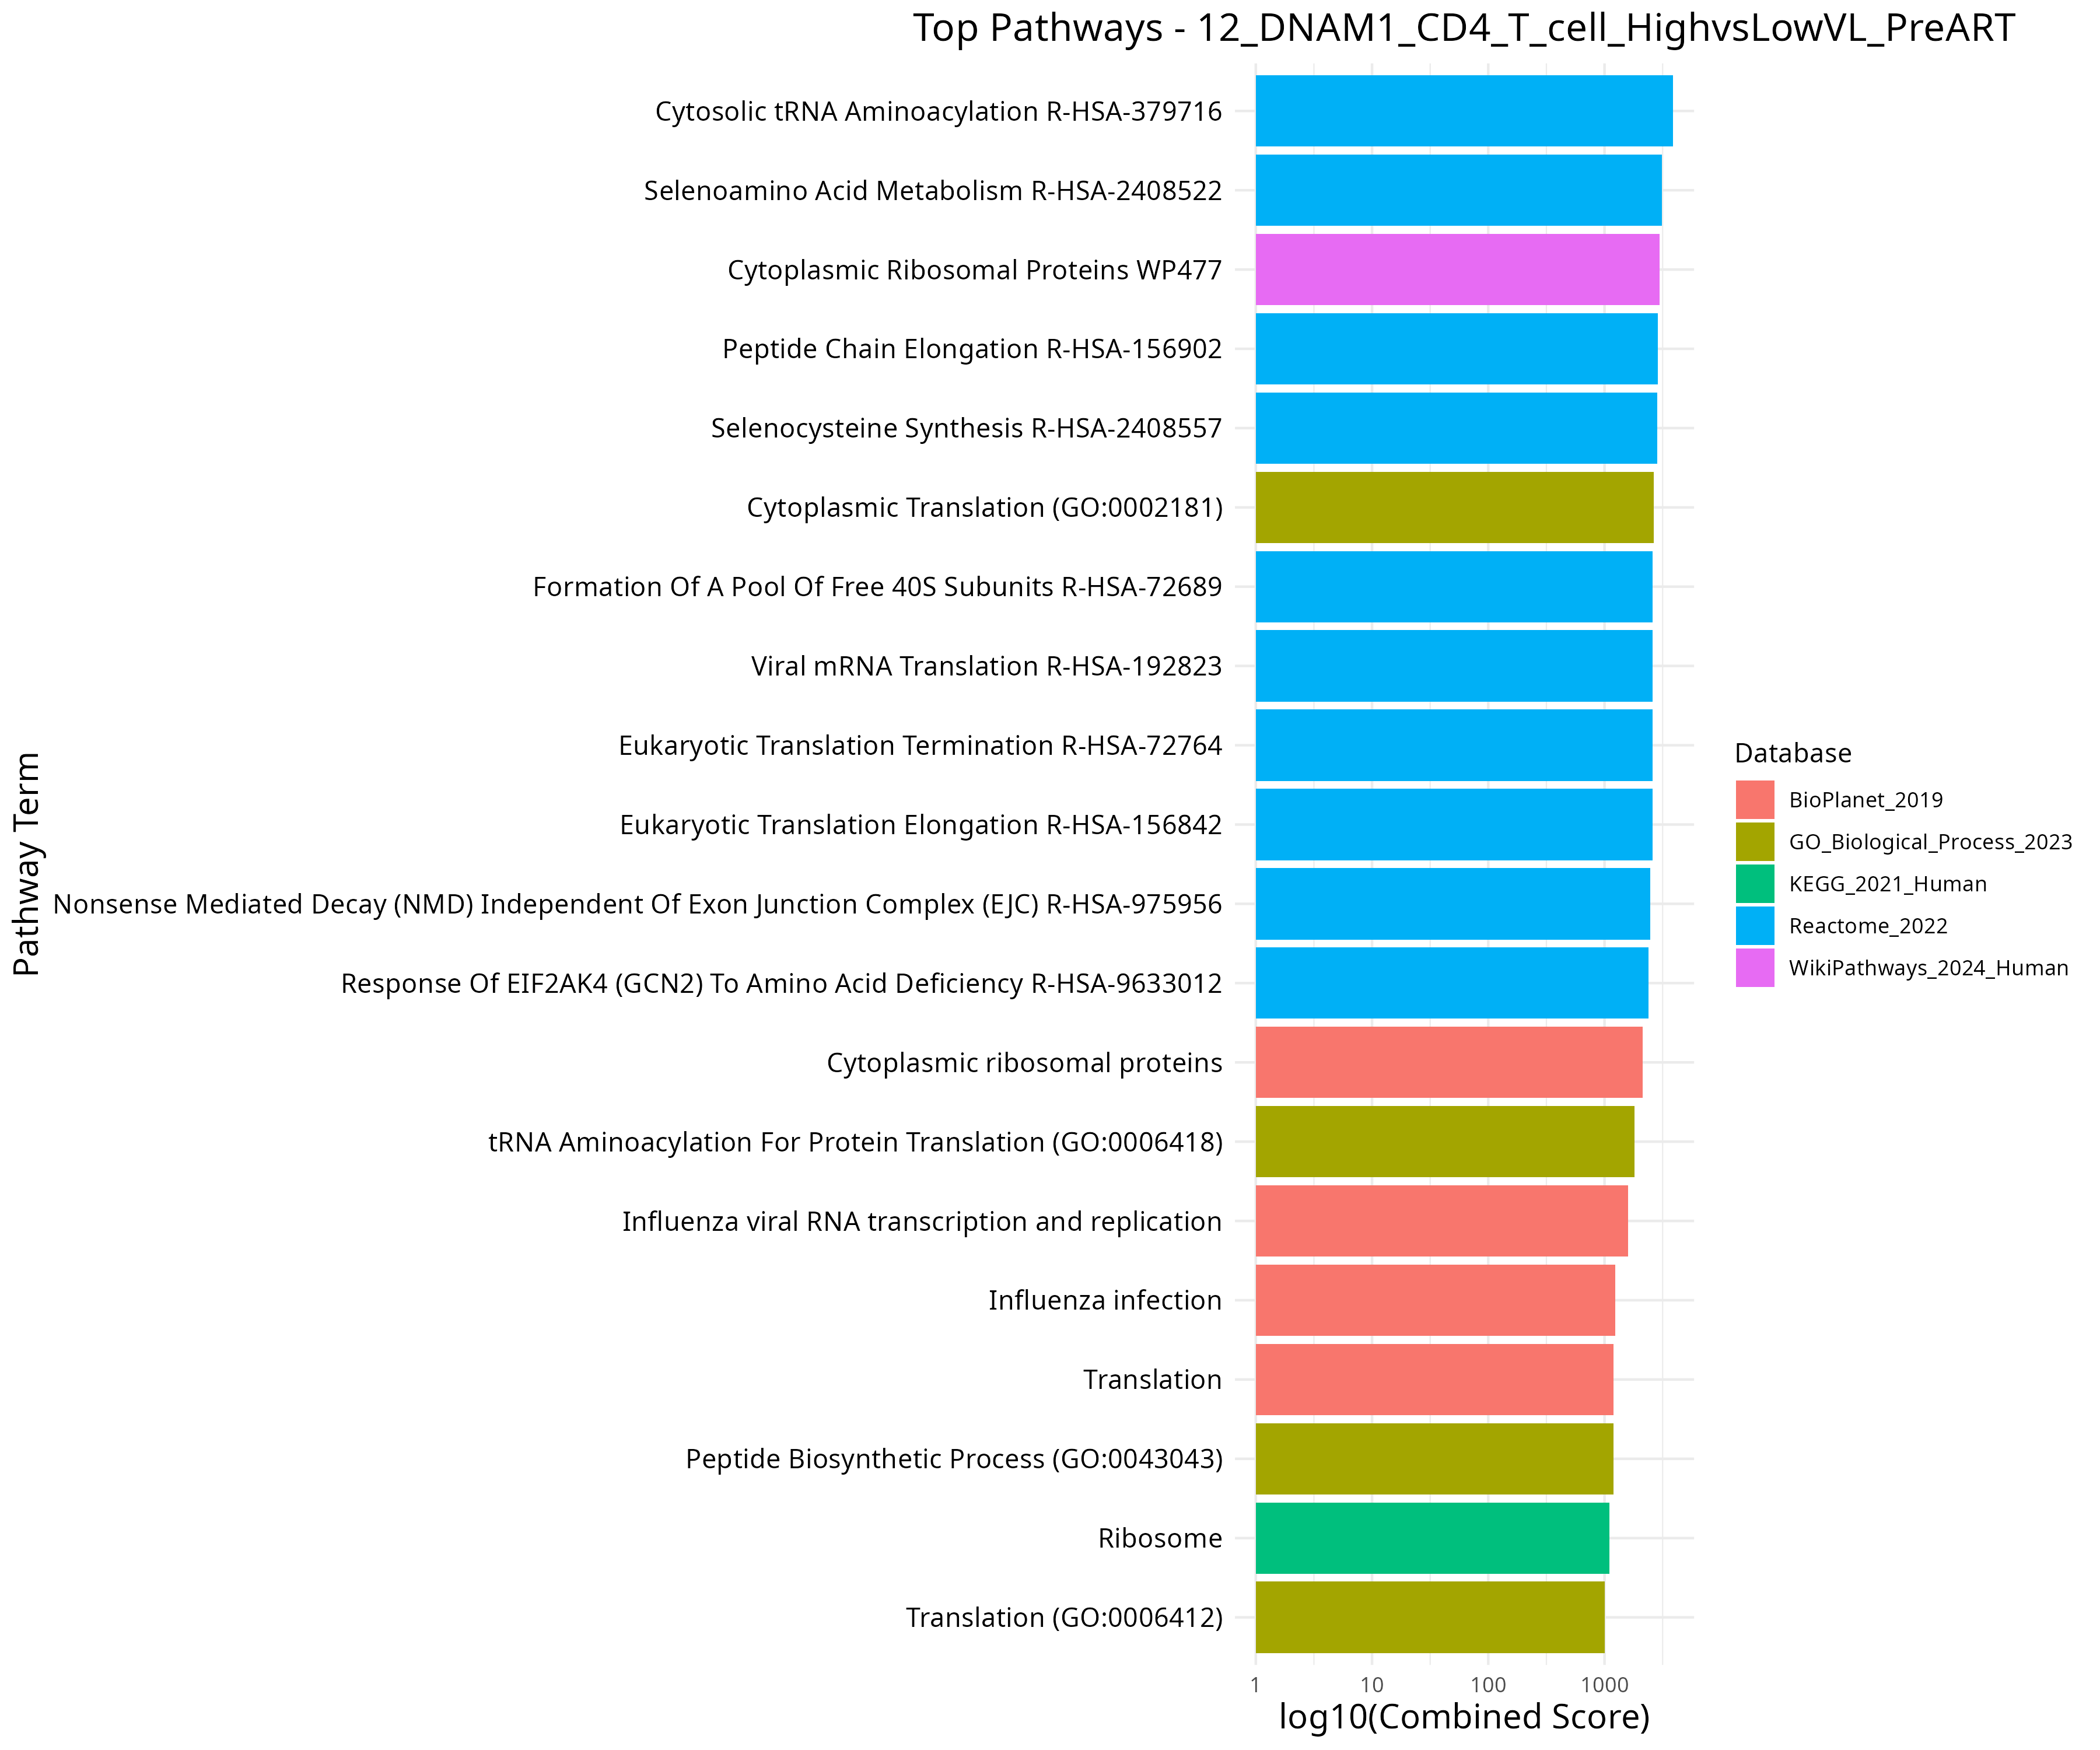 Top Pathways - 12_DNAM1_CD4_T_cell_HighvsLowVL_PreART
Pathway Term
Cytosolic tRNA Aminoacylation R-HSA-379716
Selenoamino Acid Metabolism R-HSA-2408522
Cytoplasmic Ribosomal Proteins WP477
Peptide Chain Elongation R-HSA-156902
Selenocysteine Synthesis R-HSA-2408557
Cytoplasmic Translation (GO:0002181)
Formation Of A Pool Of Free 40S Subunits R-HSA-72689
Viral mRNA Translation R-HSA-192823
Eukaryotic Translation Termination R-HSA-72764
Eukaryotic Translation Elongation R-HSA-156842
Nonsense Mediated Decay (NMD) Independent Of Exon Junction Complex (EJC) R-HSA-975956
Response Of EIF2AK4 (GCN2) To Amino Acid Deficiency R-HSA-9633012
Cytoplasmic ribosomal proteins
tRNA Aminoacylation For Protein Translation (GO:0006418)
Influenza viral RNA transcription and replication
Influenza infection
Translation
Peptide Biosynthetic Process (GO:0043043)
Ribosome
Translation (GO:0006412)
1 10 100 1000
log10(Combined Score)
Database
BioPlanet_2019
GO_Biological_Process_2023
KEGG_2021_Human
Reactome_2022
WikiPathways_2024_Human